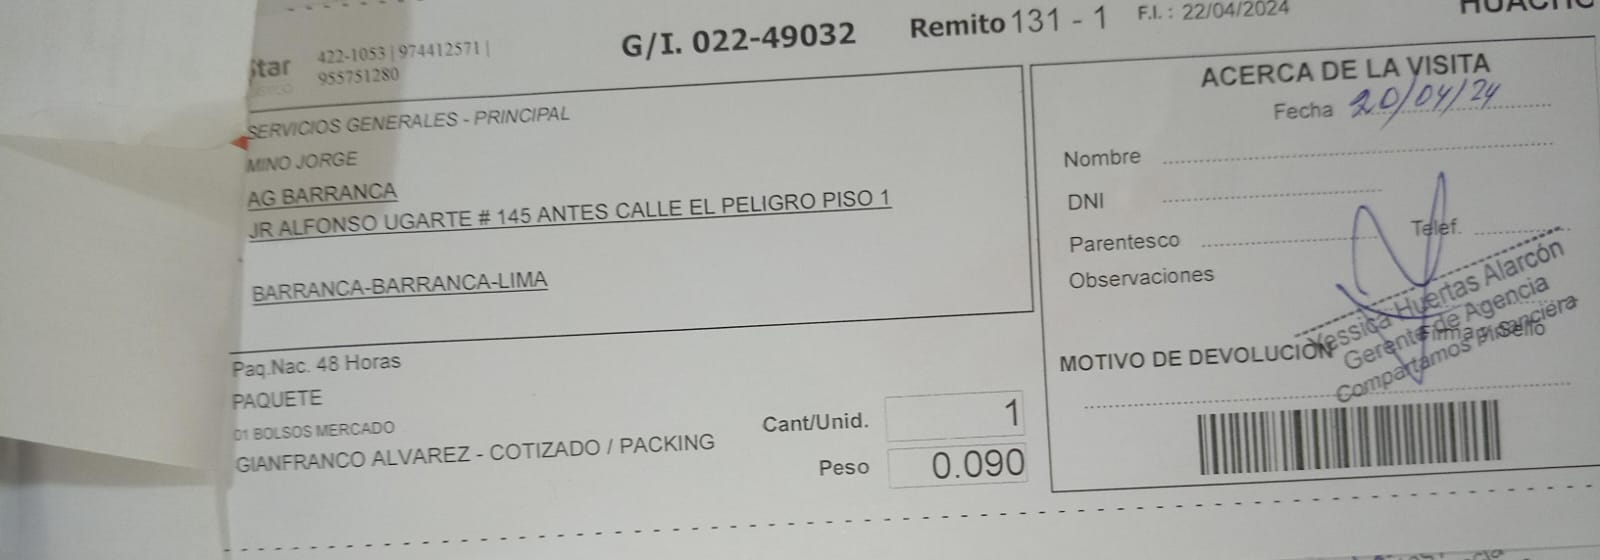 G/I. 022-49032
Remito 131 - 1
F.I. : 22/04/2024
422-1053 | 974412571 |
955751280
SERVICIOS GENERALES - PRINCIPAL
MINO JORGE
AG BARRANCA
JR ALFONSO UGARTE # 145 ANTES CALLE EL PELIGRO PISO 1
BARRANCA-BARRANCA-LIMA
Paq.Nac. 48 Horas
PAQUETE
01 BOLSOS MERCADO
GIANFRANCO ALVAREZ - COTIZADO / PACKING
Cant/Unid. 1
Peso 0.090
ACERCA DE LA VISITA
Fecha 20/04/24
Nombre
DNI
Parentesco
Telef.
Observaciones
Yessica Huertas Alarcón
Gerente de Agencia
Compartamos Financiera
Firma y Sello
MOTIVO DE DEVOLUCIÓN